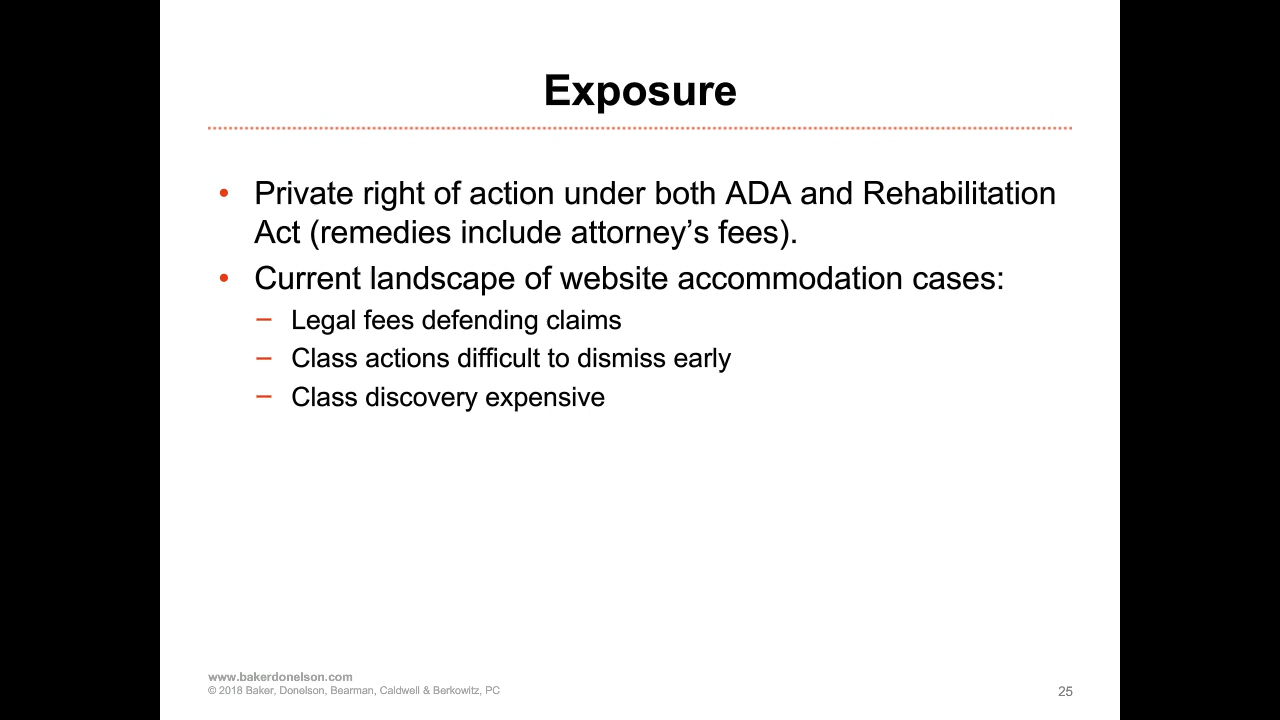 Exposure
• Private right of action under both ADA and Rehabilitation
Act (remedies include attorney’s fees).
• Current landscape of website accommodation cases:
– Legal fees defending claims
– Class actions difficult to dismiss early
– Class discovery expensive
www.bakerdonelson.com
© 2018 Baker, Donelson, Bearman, Caldwell & Berkowitz, PC
25